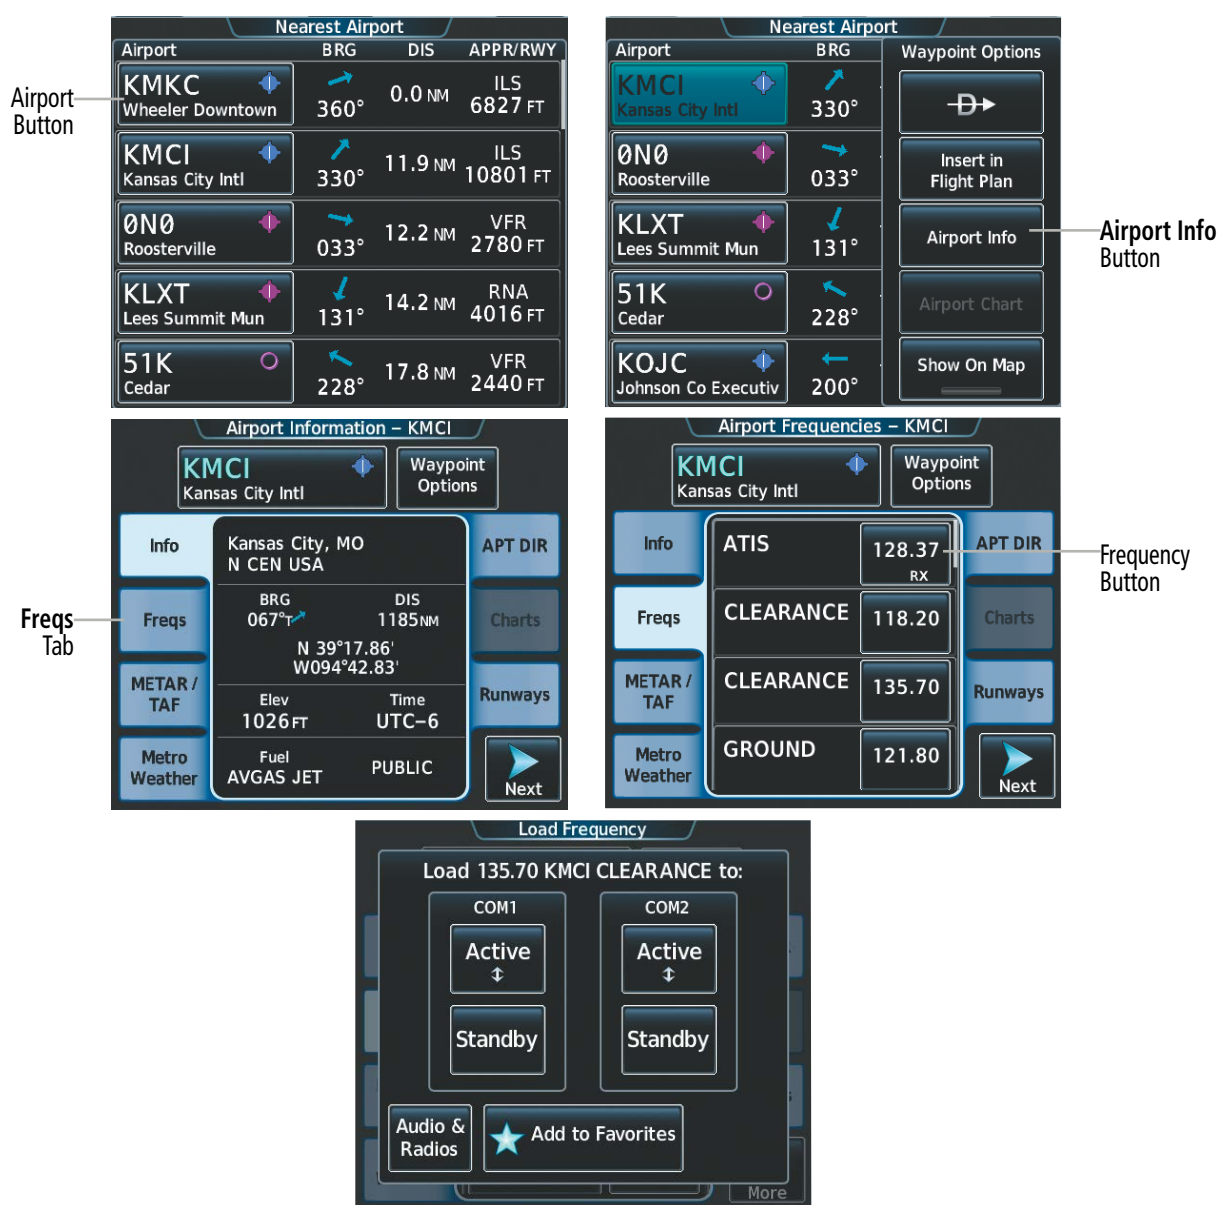 Nearest Airport
Airport BRG DIS APPR/RWY
KMKC
Wheeler Downtown
360°
0.0 NM
ILS
6827 FT
KMCI
Kansas City Intl
330°
11.9 NM
ILS
10801 FT
0N0
Roosterville
033°
12.2 NM
VFR
2780 FT
KLXT
Lees Summit Mun
131°
14.2 NM
RNA
4016 FT
51K
Cedar
228°
17.8 NM
VFR
2440 FT
Airport
Button
Nearest Airport
Airport BRG
KMCI
Kansas City Intl
330°
0N0
Roosterville
033°
KLXT
Lees Summit Mun
131°
51K
Cedar
228°
KOJC
Johnson Co Executiv
200°
Waypoint Options
D
Insert in
Flight Plan
Airport Info
Airport Chart
Show On Map
Airport Info
Button
Airport Information – KMCI
KMCI
Kansas City Intl
Waypoint
Options
Info
Freqs
METAR /
TAF
Metro
Weather
Kansas City, MO
N CEN USA
BRG DIS
067°T 1185NM
N 39°17.86'
W094°42.83'
Elev Time
1026FT UTC–6
Fuel
AVGAS JET
PUBLIC
APT DIR
Charts
Runways
Next
Freqs
Tab
Airport Frequencies – KMCI
KMCI
Kansas City Intl
Waypoint
Options
Info
Freqs
METAR /
TAF
Metro
Weather
ATIS
128.37
RX
CLEARANCE
118.20
CLEARANCE
135.70
GROUND
121.80
APT DIR
Charts
Runways
Next
Frequency
Button
Load Frequency
Load 135.70 KMCI CLEARANCE to:
COM1 COM2
Active Active
Standby Standby
Audio &
Radios
Add to Favorites
More